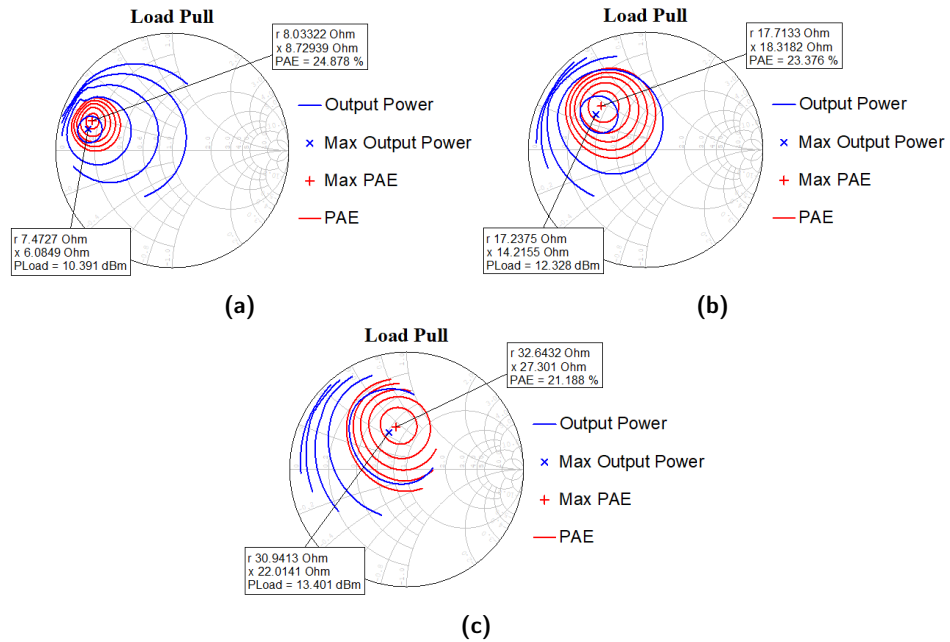 Load Pull
r 8.03322 Ohm
x 8.72939 Ohm
PAE = 24.878 %
Output Power
Max Output Power
Max PAE
PAE
r 7.4727 Ohm
x 6.0849 Ohm
PLoad = 10.391 dBm
(a)
Load Pull
r 17.7133 Ohm
x 18.3182 Ohm
PAE = 23.376 %
Output Power
Max Output Power
Max PAE
PAE
r 17.2375 Ohm
x 14.2155 Ohm
PLoad = 12.328 dBm
(b)
Load Pull
r 32.6432 Ohm
x 27.301 Ohm
PAE = 21.188 %
Output Power
Max Output Power
Max PAE
PAE
r 30.9413 Ohm
x 22.0141 Ohm
PLoad = 13.401 dBm
(c)